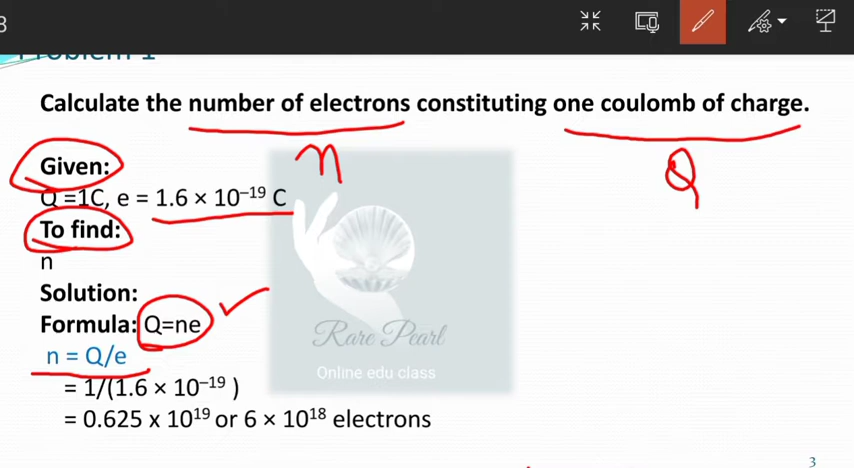 Problem 1
Calculate the number of electrons constituting one coulomb of charge.
n
Q
Given:
Q =1C, e = 1.6 × 10⁻¹⁹ C
To find:
n
Solution:
Formula: Q=ne
n = Q/e
= 1/(1.6 × 10⁻¹⁹ )
= 0.625 x 10¹⁹ or 6 × 10¹⁸ electrons
Rare Pearl
Online edu class
3